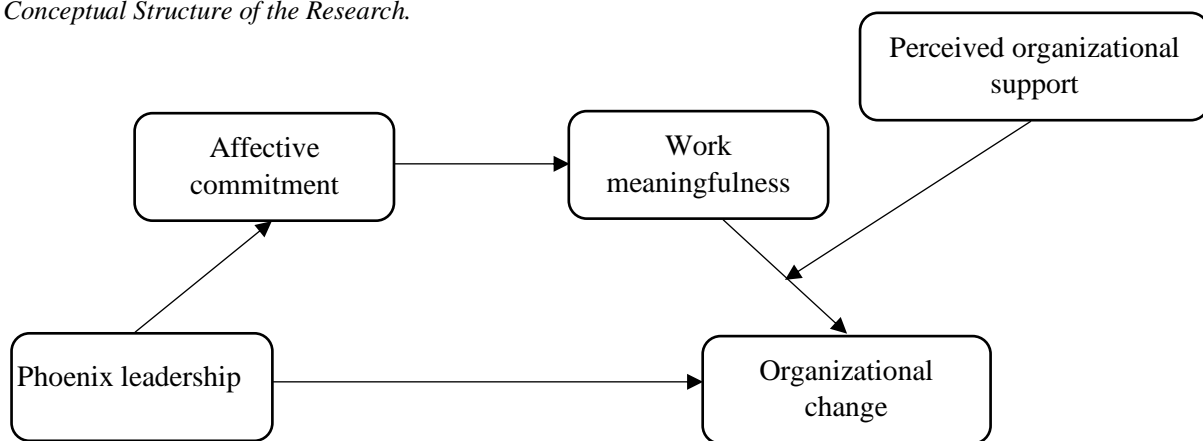 Conceptual Structure of the Research.
Perceived organizational
support
Affective
commitment
Work
meaningfulness
Phoenix leadership
Organizational
change